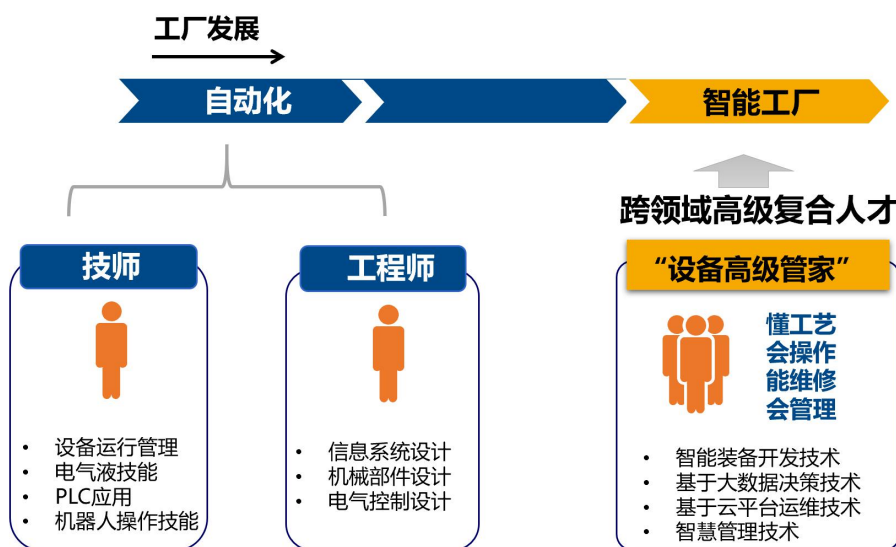 工厂发展
自动化
智能工厂
跨领域高级复合人才
技师
工程师
“设备高级管家”
懂工艺
会操作
能维修
会管理
• 设备运行管理
• 电气液技能
• PLC应用
• 机器人操作技能
• 信息系统设计
• 机械部件设计
• 电气控制设计
• 智能装备开发技术
• 基于大数据决策技术
• 基于云平台运维技术
• 智慧管理技术